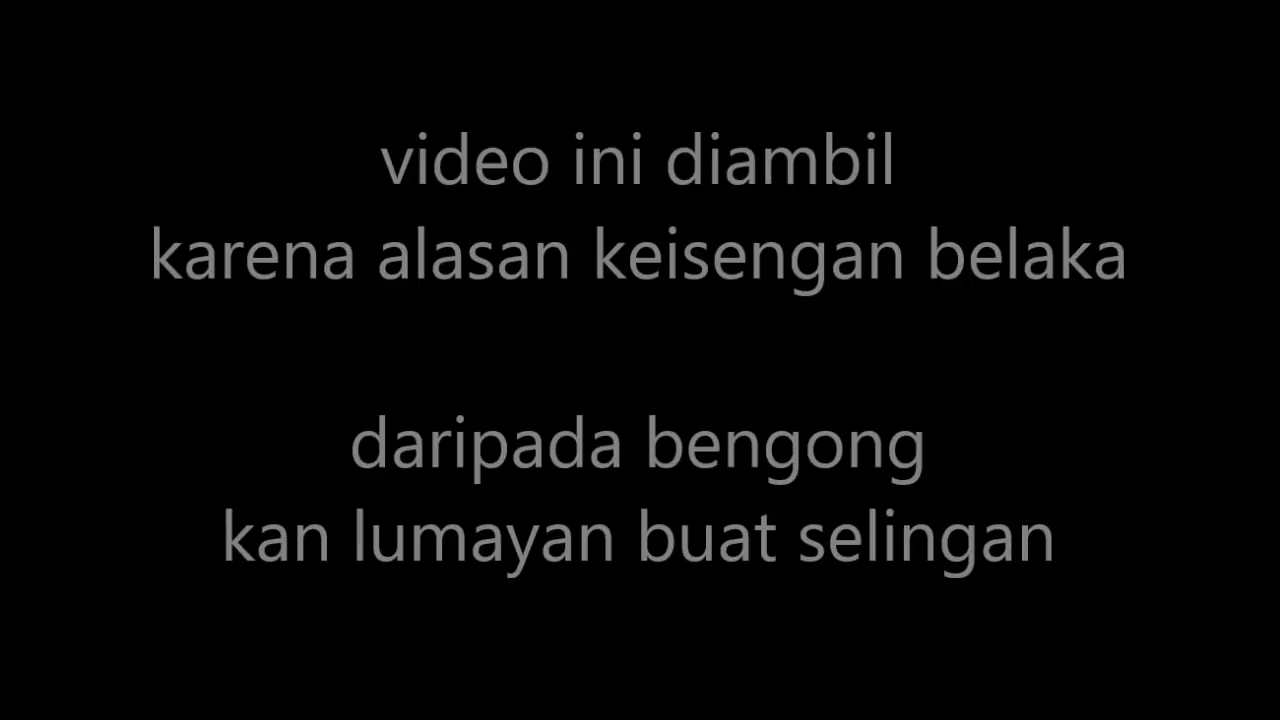 video ini diambil
karena alasan keisengan belaka
daripada bengong
kan lumayan buat selingan